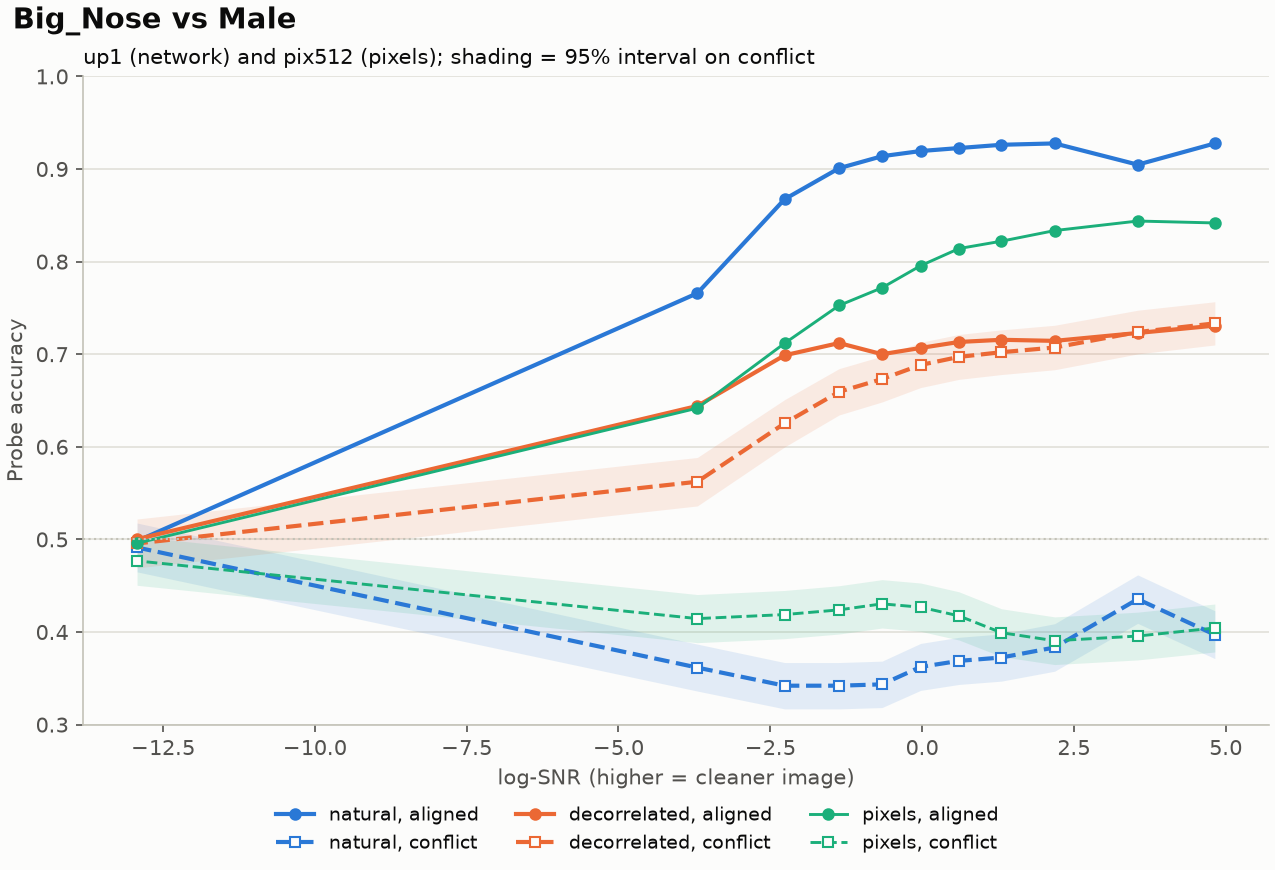 Big_Nose vs Male
up1 (network) and pix512 (pixels); shading = 95% interval on conflict
1.0
0.9
0.8
0.7
0.6
0.5
0.4
0.3
Probe accuracy
−12.5 −10.0 −7.5 −5.0 −2.5 0.0 2.5 5.0
log-SNR (higher = cleaner image)
natural, aligned decorrelated, aligned pixels, aligned
natural, conflict decorrelated, conflict pixels, conflict